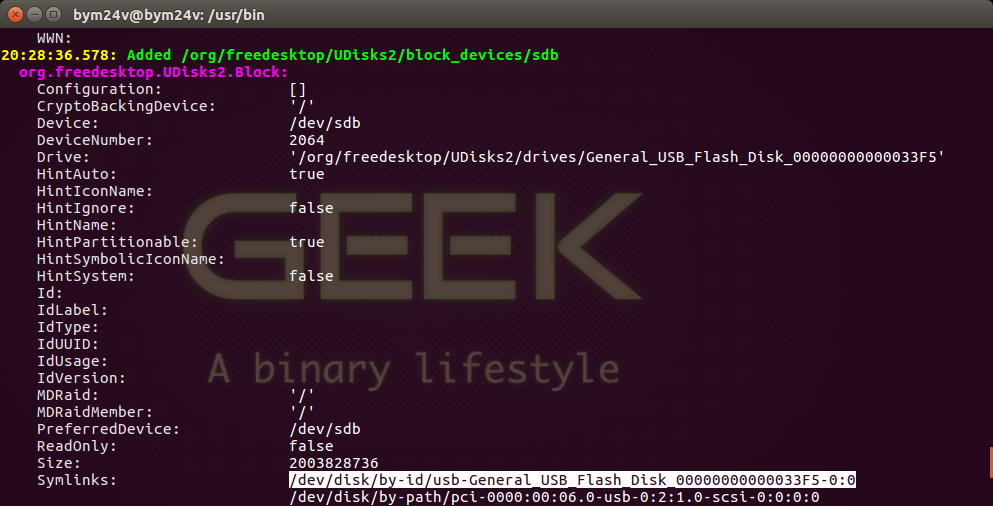 bym24v@bym24v: /usr/bin
WWN:
20:28:36.578: Added /org/freedesktop/UDisks2/block_devices/sdb
org.freedesktop.UDisks2.Block:
Configuration: []
CryptoBackingDevice: '/'
Device: /dev/sdb
DeviceNumber: 2064
Drive: '/org/freedesktop/UDisks2/drives/General_USB_Flash_Disk_00000000000033F5'
HintAuto: true
HintIconName:
HintIgnore: false
HintName:
HintPartitionable: true
HintSymbolicIconName:
HintSystem: false
Id:
IdLabel:
IdType:
IdUUID:
IdUsage:
IdVersion:
MDRaid: '/'
MDRaidMember: '/'
PreferredDevice: /dev/sdb
ReadOnly: false
Size: 2003828736
Symlinks: /dev/disk/by-id/usb-General_USB_Flash_Disk_00000000000033F5-0:0
/dev/disk/by-path/pci-0000:00:06.0-usb-0:2:1.0-scsi-0:0:0:0
GEEK
A binary lifestyle